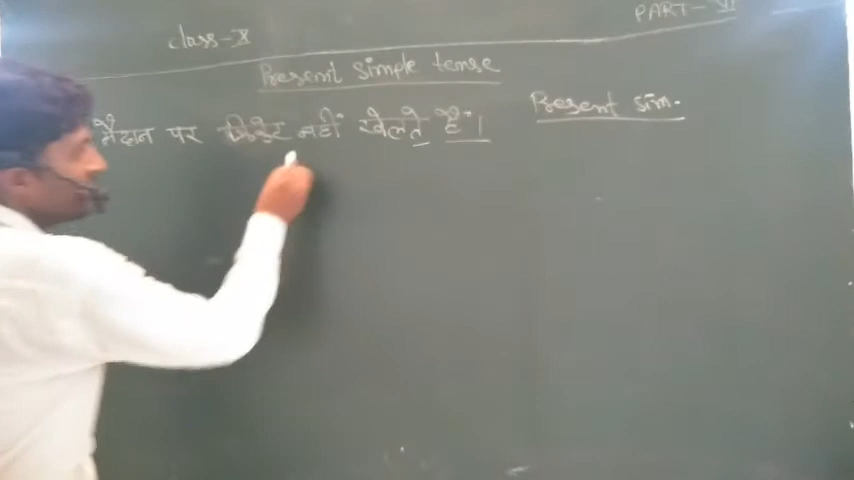 class-X
PART-VI
Present simple tense
मैदान पर क्रिकेट नहीं खेलते हैं।
Present sim.